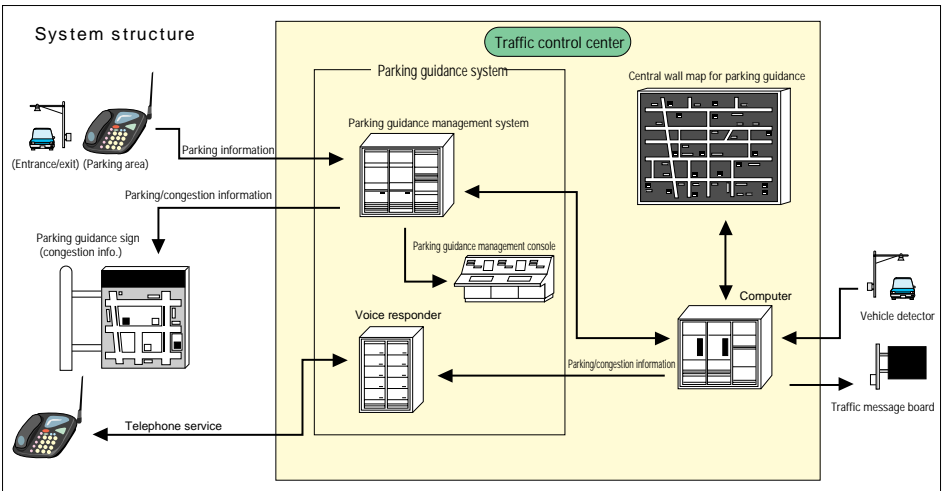 System structure
Traffic control center
Parking guidance system
Central wall map for parking guidance
Parking guidance management system
(Entrance/exit) (Parking area)
Parking information
Parking/congestion information
Parking guidance sign
(congestion info.)
Parking guidance management console
Computer
Vehicle detector
Voice responder
Parking/congestion information
Traffic message board
Telephone service